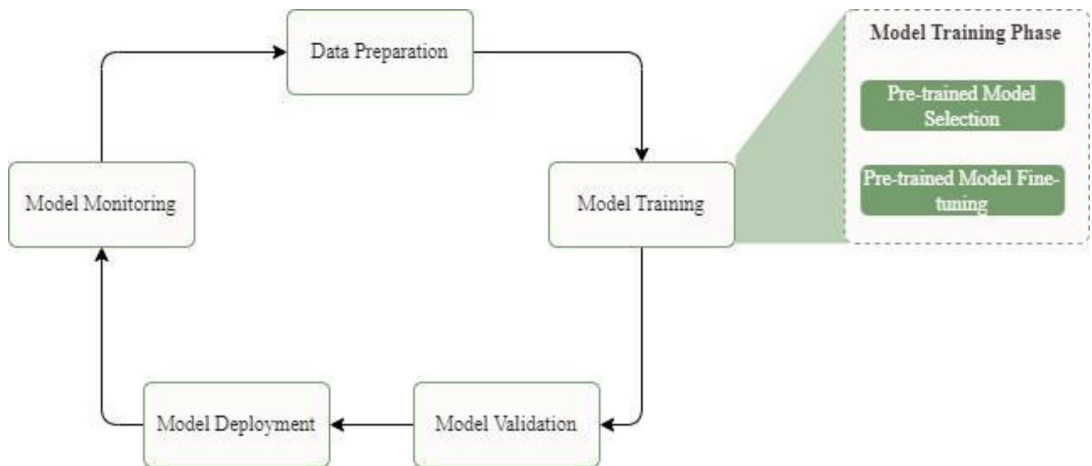 Data Preparation
Model Training Phase
Pre-trained Model
Selection
Pre-trained Model Fine-
tuning
Model Monitoring
Model Training
Model Deployment
Model Validation